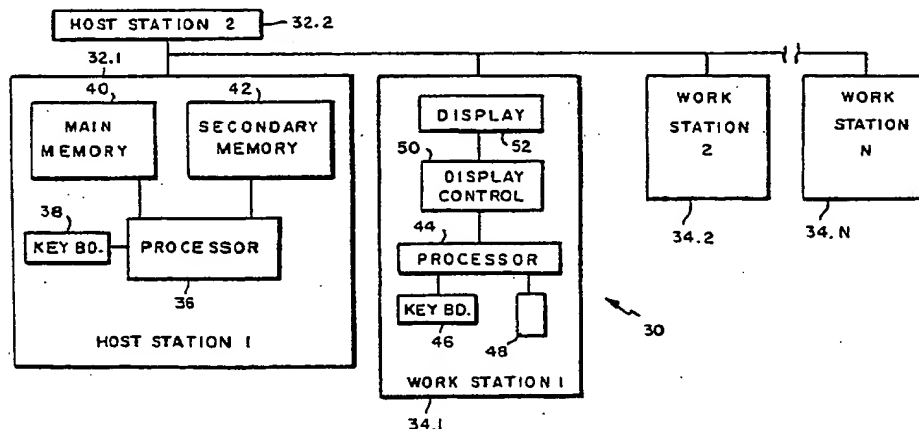 HOST STATION 2
32.2
32.1
40
42
MAIN
MEMORY
SECONDARY
MEMORY
38
KEY BD.
PROCESSOR
36
HOST STATION 1
DISPLAY
50
52
DISPLAY
CONTROL
44
PROCESSOR
KEY BD.
46
48
WORK STATION 1
34.1
WORK
STATION
2
34.2
WORK
STATION
N
34.N
30